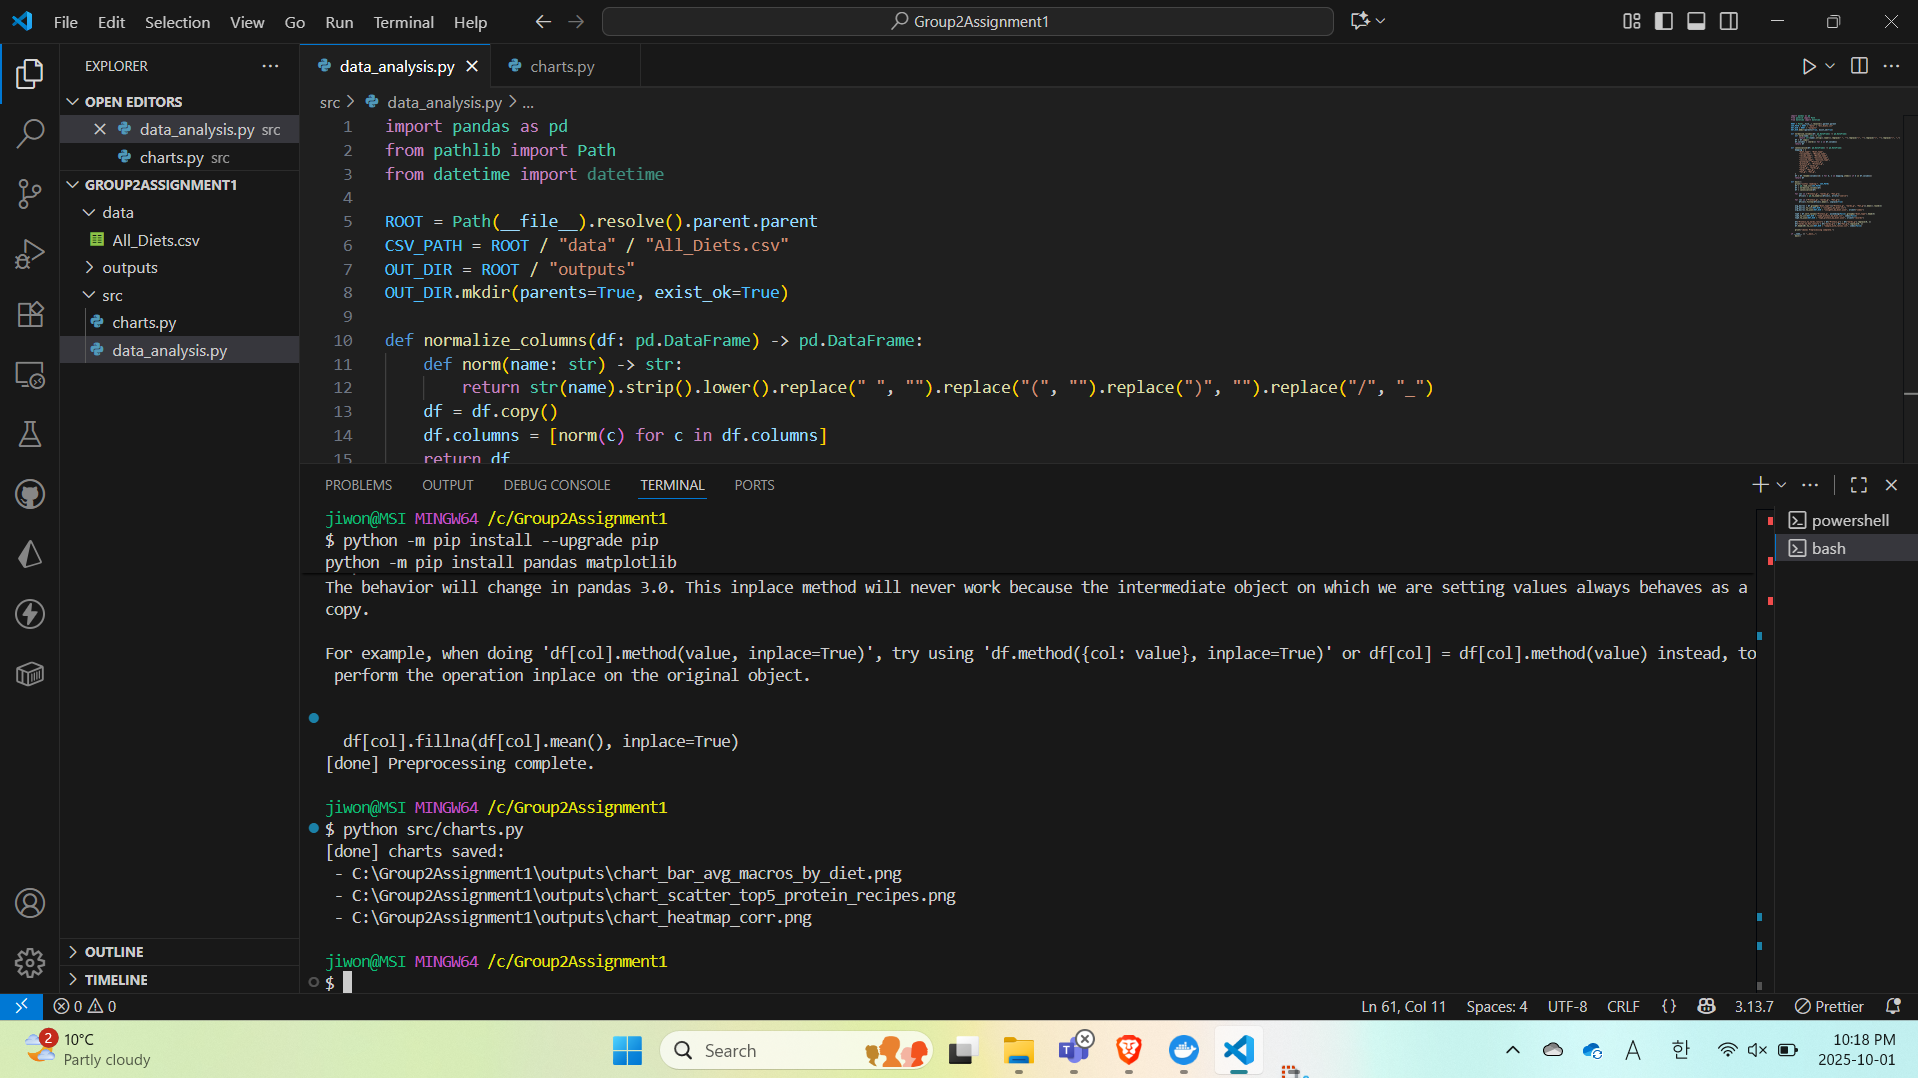 File Edit Selection View Go Run Terminal Help
Group2Assignment1
EXPLORER
OPEN EDITORS
data_analysis.py src
charts.py src
GROUP2ASSIGNMENT1
data
All_Diets.csv
outputs
src
charts.py
data_analysis.py
OUTLINE
TIMELINE
data_analysis.py
charts.py
src > data_analysis.py > ...
1 import pandas as pd
2 from pathlib import Path
3 from datetime import datetime
4
5 ROOT = Path(__file__).resolve().parent.parent
6 CSV_PATH = ROOT / "data" / "All_Diets.csv"
7 OUT_DIR = ROOT / "outputs"
8 OUT_DIR.mkdir(parents=True, exist_ok=True)
9
10 def normalize_columns(df: pd.DataFrame) -> pd.DataFrame:
11 def norm(name: str) -> str:
12 return str(name).strip().lower().replace(" ", "").replace("(", "").replace(")", "").replace("/", "_")
13 df = df.copy()
14 df.columns = [norm(c) for c in df.columns]
15 return df
PROBLEMS OUTPUT DEBUG CONSOLE TERMINAL PORTS
powershell
bash
jiwon@MSI MINGW64 /c/Group2Assignment1
$ python -m pip install --upgrade pip
python -m pip install pandas matplotlib
The behavior will change in pandas 3.0. This inplace method will never work because the intermediate object on which we are setting values always behaves as a
copy.
For example, when doing 'df[col].method(value, inplace=True)', try using 'df.method({col: value}, inplace=True)' or df[col] = df[col].method(value) instead, to
perform the operation inplace on the original object.
df[col].fillna(df[col].mean(), inplace=True)
[done] Preprocessing complete.
jiwon@MSI MINGW64 /c/Group2Assignment1
$ python src/charts.py
[done] charts saved:
- C:\Group2Assignment1\outputs\chart_bar_avg_macros_by_diet.png
- C:\Group2Assignment1\outputs\chart_scatter_top5_protein_recipes.png
- C:\Group2Assignment1\outputs\chart_heatmap_corr.png
jiwon@MSI MINGW64 /c/Group2Assignment1
$
0 0
Ln 61, Col 11 Spaces: 4 UTF-8 CRLF {} 3.13.7 Prettier
2
10°C
Partly cloudy
Search
A 한
10:18 PM
2025-10-01